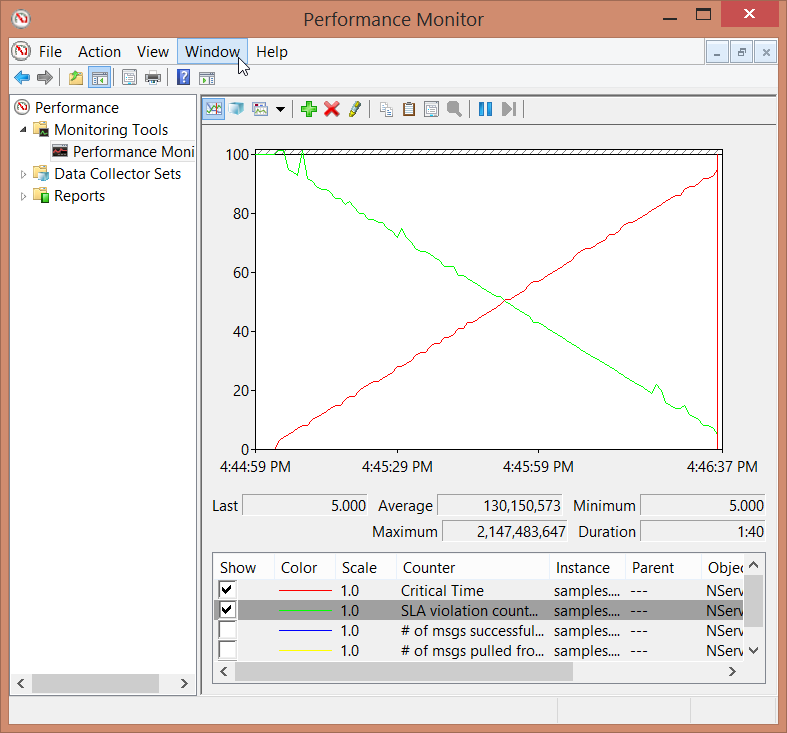 Performance Monitor
File Action View Window Help
Performance
Monitoring Tools
Performance Moni
Data Collector Sets
Reports
100
80
60
40
20
0
4:44:59 PM 4:45:29 PM 4:45:59 PM 4:46:37 PM
Last 5.000 Average 130,150,573 Minimum 5.000
Maximum 2,147,483,647 Duration 1:40
Show Color Scale Counter Instance Parent Objec
1.0 Critical Time samples.... --- NServ
1.0 SLA violation count... samples.... --- NServ
1.0 # of msgs successful... samples.... --- NServ
1.0 # of msgs pulled fro... samples.... --- NServ